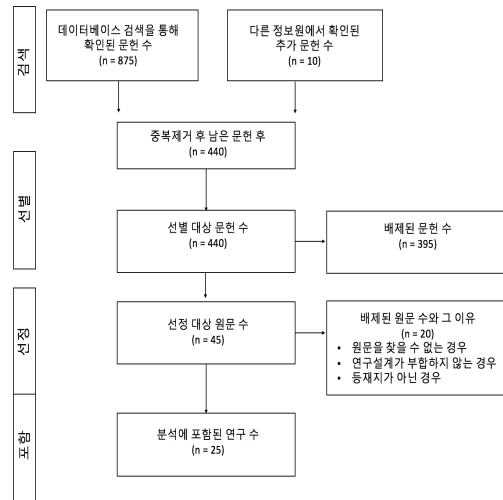 검색
데이터베이스 검색을 통해
확인된 문헌 수
(n = 875)
다른 정보원에서 확인된
추가 문헌 수
(n = 10)
중복제거 후 남은 문헌 후
(n = 440)
선별
선별 대상 문헌 수
(n = 440)
배제된 문헌 수
(n = 395)
선정
선정 대상 원문 수
(n = 45)
배제된 원문 수와 그 이유
(n = 20)
• 원문을 찾을 수 없는 경우
• 연구설계가 부합하지 않는 경우
• 등재지가 아닌 경우
포함
분석에 포함된 연구 수
(n = 25)